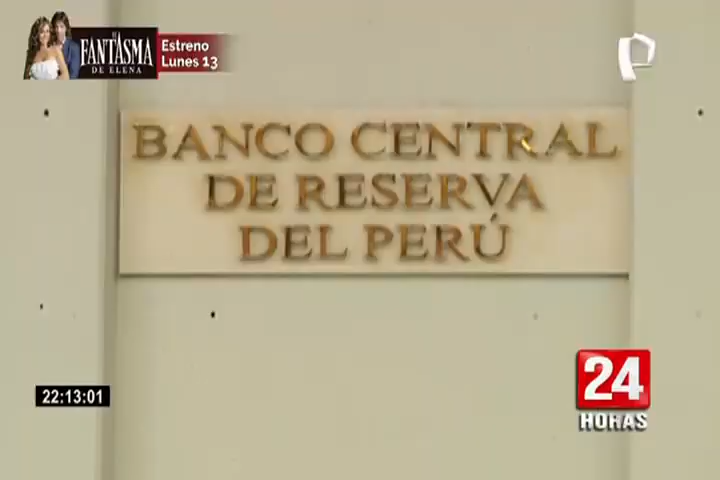 EL
FANTASMA
DE ELENA
Estreno
Lunes 13
BANCO CENTRAL
DE RESERVA
DEL PERÚ
22:13:01
24
HORAS